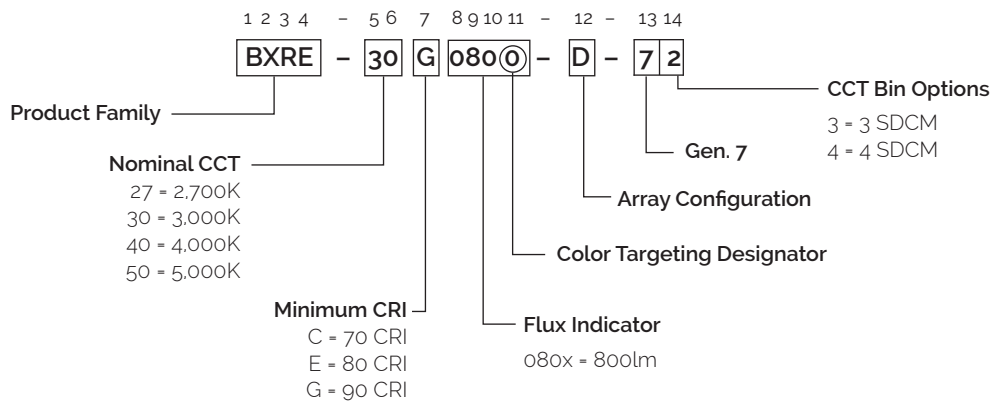 1 2 3 4 – 5 6 7 8 9 10 11 – 12 – 13 14
BXRE – 30 G 0800 – D – 7 2
CCT Bin Options
3 = 3 SDCM
4 = 4 SDCM
Product Family
Gen. 7
Nominal CCT
27 = 2,700K
30 = 3,000K
40 = 4,000K
50 = 5,000K
Array Configuration
Color Targeting Designator
Minimum CRI
C = 70 CRI
E = 80 CRI
G = 90 CRI
Flux Indicator
080x = 800lm